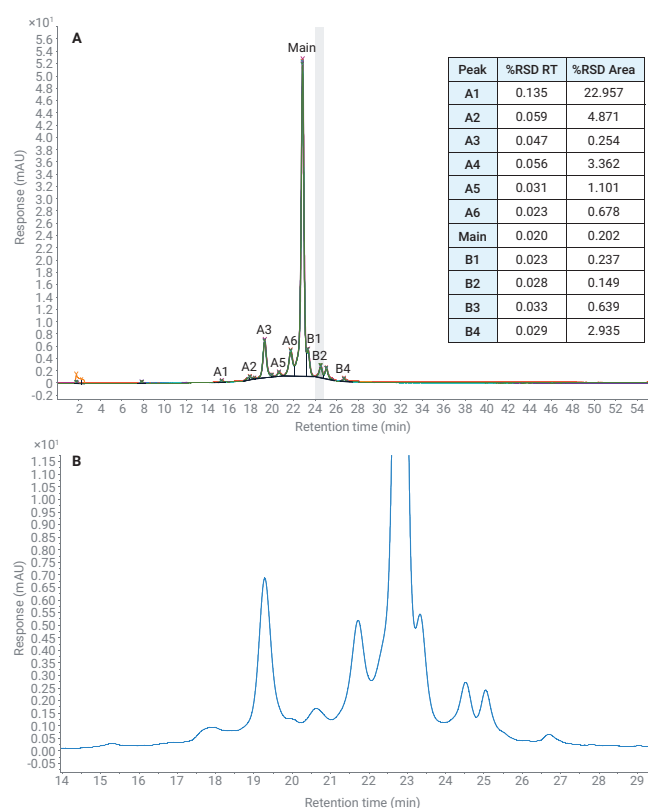 ×10¹
A
Main
5.6
5.4
5.2
5.0
4.8
4.6
4.4
4.2
4.0
3.8
3.6
3.4
3.2
3.0
2.8
2.6
2.4
2.2
2.0
1.8
1.6
1.4
1.2
1.0
0.8
0.6
0.4
0.2
0
-0.2
Response (mAU)
A1
A2
A3
A5
A6
B1
B2
B4
2 4 6 8 10 12 14 16 18 20 22 24 26 28 30 32 34 36 38 40 42 44 46 48 50 52 54
Retention time (min)
Peak %RSD RT %RSD Area
A1 0.135 22.957
A2 0.059 4.871
A3 0.047 0.254
A4 0.056 3.362
A5 0.031 1.101
A6 0.023 0.678
Main 0.020 0.202
B1 0.023 0.237
B2 0.028 0.149
B3 0.033 0.639
B4 0.029 2.935
×10¹
B
1.15
1.10
1.05
0.10
0.95
0.90
0.85
0.80
0.75
0.70
0.65
0.60
0.55
0.50
0.45
0.40
0.35
0.30
0.25
0.20
0.15
0.10
0.05
0.00
-0.05
Response (mAU)
14 15 16 17 18 19 20 21 22 23 24 25 26 27 28 29
Retention time (min)